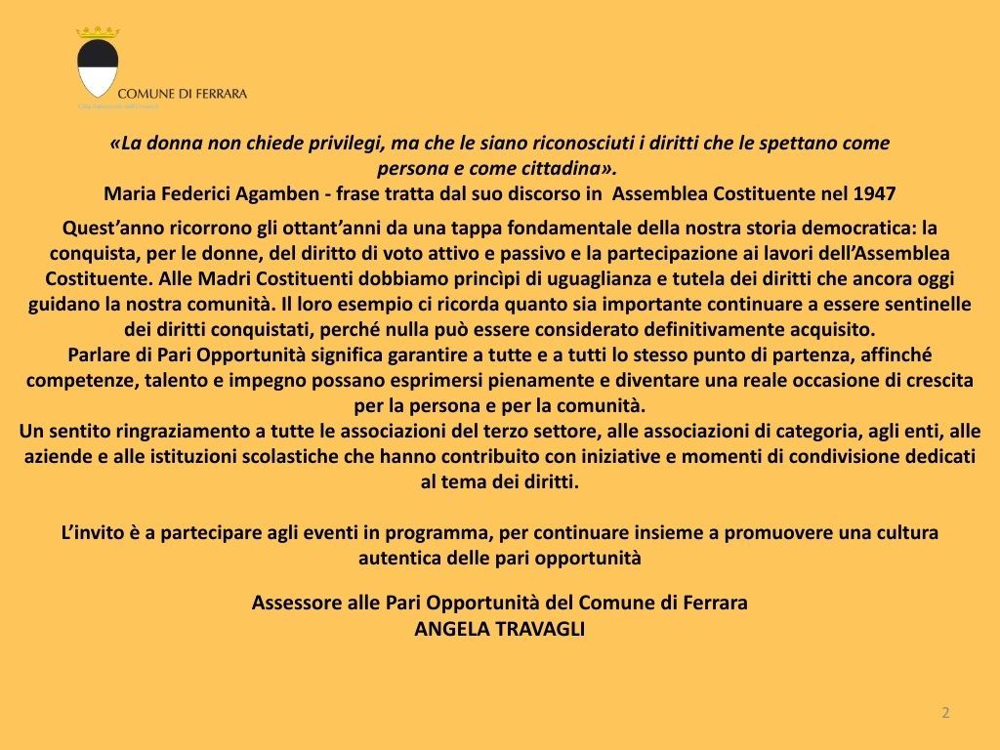 COMUNE DI FERRARA
Città Patrimonio dell'Umanità
«La donna non chiede privilegi, ma che le siano riconosciuti i diritti che le spettano come
persona e come cittadina».
Maria Federici Agamben - frase tratta dal suo discorso in  Assemblea Costituente nel 1947
Quest’anno ricorrono gli ottant’anni da una tappa fondamentale della nostra storia democratica: la
conquista, per le donne, del diritto di voto attivo e passivo e la partecipazione ai lavori dell’Assemblea
Costituente. Alle Madri Costituenti dobbiamo princìpi di uguaglianza e tutela dei diritti che ancora oggi
guidano la nostra comunità. Il loro esempio ci ricorda quanto sia importante continuare a essere sentinelle
dei diritti conquistati, perché nulla può essere considerato definitivamente acquisito.
Parlare di Pari Opportunità significa garantire a tutte e a tutti lo stesso punto di partenza, affinché
competenze, talento e impegno possano esprimersi pienamente e diventare una reale occasione di crescita
per la persona e per la comunità.
Un sentito ringraziamento a tutte le associazioni del terzo settore, alle associazioni di categoria, agli enti, alle
aziende e alle istituzioni scolastiche che hanno contribuito con iniziative e momenti di condivisione dedicati
al tema dei diritti.
L’invito è a partecipare agli eventi in programma, per continuare insieme a promuovere una cultura
autentica delle pari opportunità
Assessore alle Pari Opportunità del Comune di Ferrara
ANGELA TRAVAGLI
2